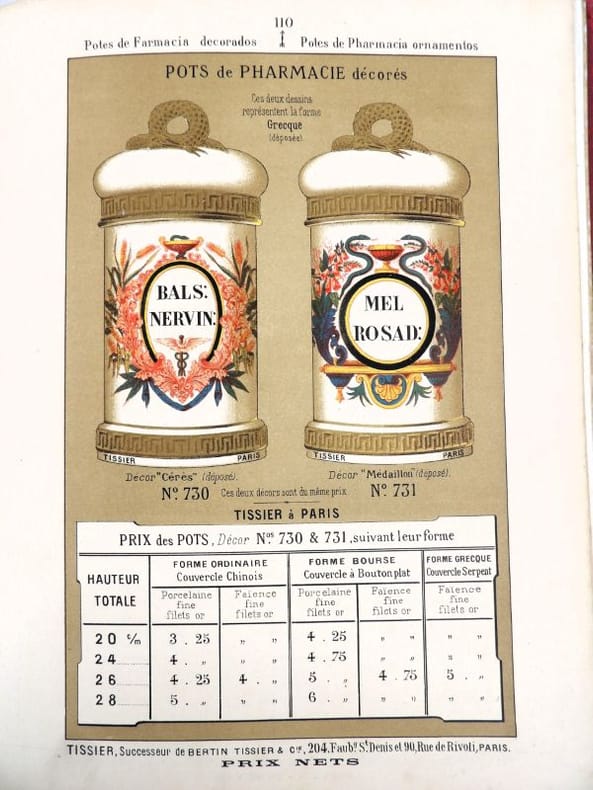 110
Potes de Farmacia decorados Potes de Pharmacia ornamentos
POTS de PHARMACIE décorés
Ces deux dessins
représentent la forme
Grecque
(déposée).
BALS:
NERVIN:
MEL
ROSAD:
TISSIER PARIS
TISSIER PARIS
Décor "Cérès" (déposé).
Décor "Médaillon" (déposé).
Nº 730 Ces deux décors sont du même prix Nº 731
TISSIER à PARIS
PRIX des POTS, Décor Nos 730 & 731, suivant leur forme
HAUTEUR TOTALE
FORME ORDINAIRE
Couvercle Chinois
FORME BOURSE
Couvercle à Bouton plat
FORME GRECQUE
Couvercle Serpent
Porcelaine fine filets or
Faïence fine filets or
Porcelaine fine filets or
Faïence fine filets or
Faïence fine filets or
20 c/m 3 . 25 „ „ 4 . 25 „ „ „ „
24 4 . „ „ „ 4 . 75 „ „ „ „
26 4 . 25 4 . „ 5 . „ 4 . 75 5 . „
28 5 . „ „ „ 6 . „ „ „ „ „
TISSIER, Successeur de BERTIN TISSIER & Cie, 204, Faubg St Denis et 90, Rue de Rivoli, PARIS.
PRIX NETS